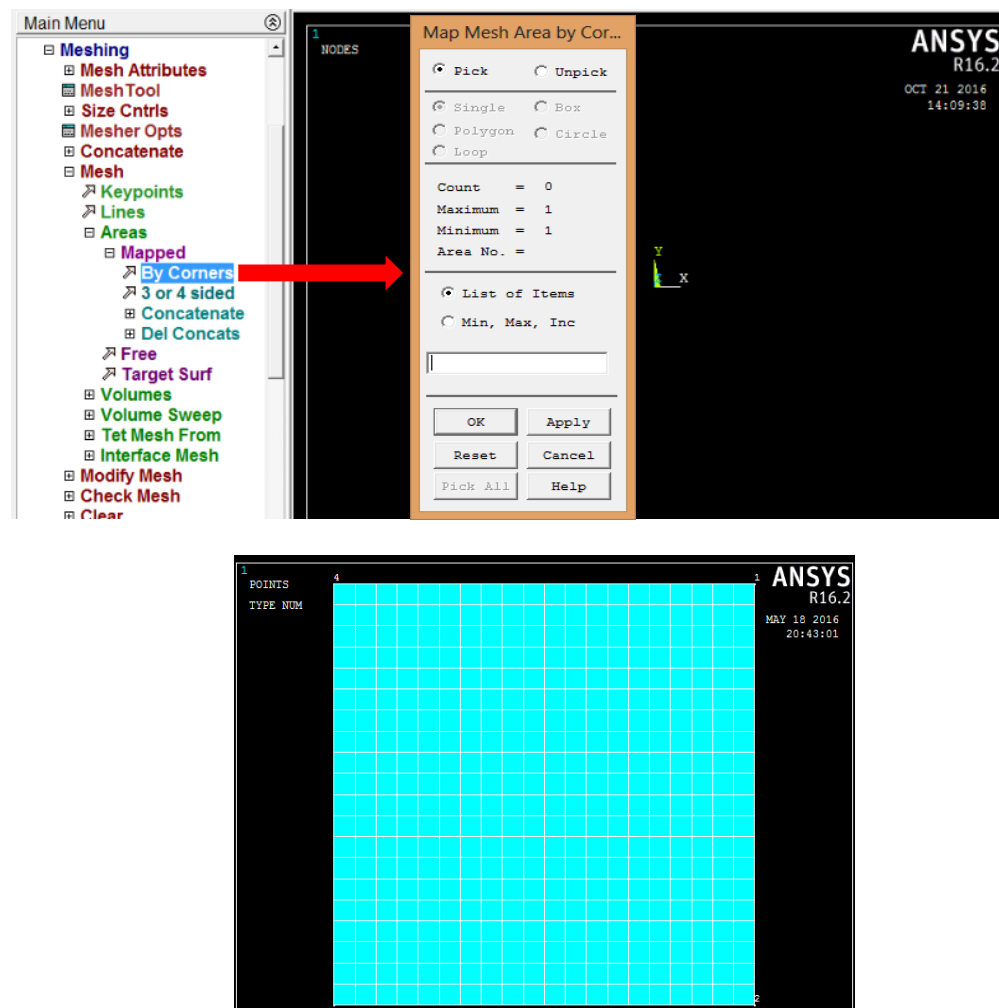 Main Menu
Meshing
Mesh Attributes
MeshTool
Size Cntrls
Mesher Opts
Concatenate
Mesh
Keypoints
Lines
Areas
Mapped
By Corners
3 or 4 sided
Concatenate
Del Concats
Free
Target Surf
Volumes
Volume Sweep
Tet Mesh From
Interface Mesh
Modify Mesh
Check Mesh
Clear
1
NODES
Map Mesh Area by Cor...
Pick Unpick
Single Box
Polygon Circle
Loop
Count = 0
Maximum = 1
Minimum = 1
Area No. =
List of Items
Min, Max, Inc
OK Apply
Reset Cancel
Pick All Help
Y
X
ANSYS
R16.2
OCT 21 2016
14:09:38
1
POINTS
TYPE NUM
4
1
ANSYS
R16.2
MAY 18 2016
20:43:01
2